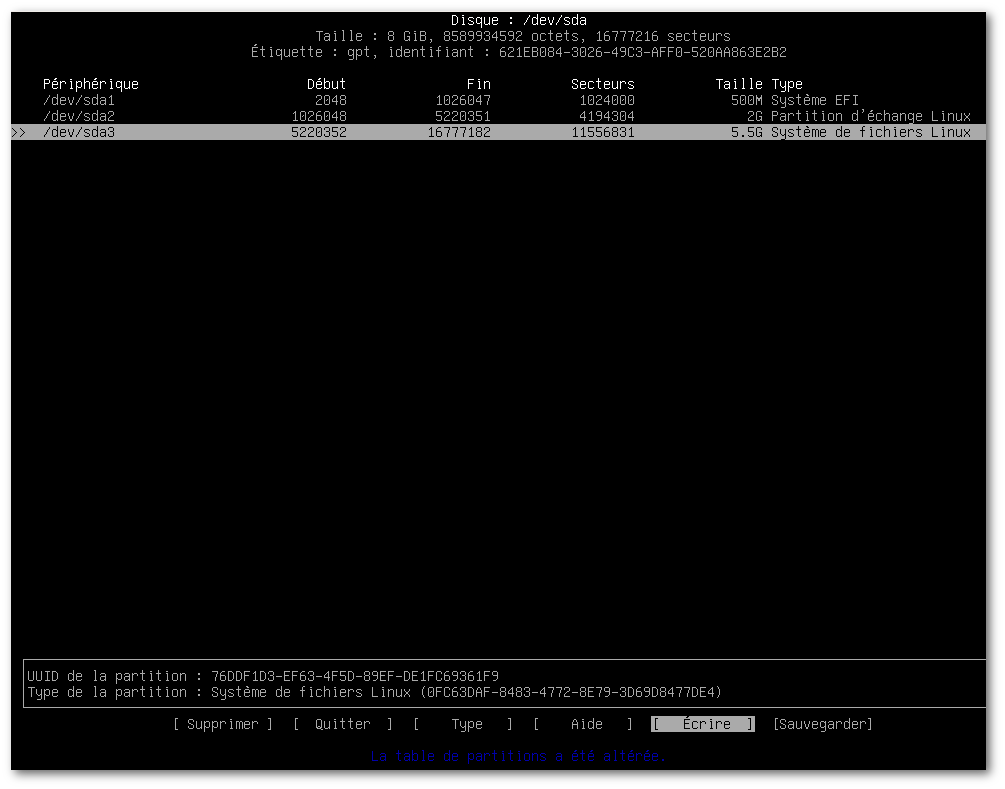 Disque : /dev/sda
Taille : 8 GiB, 8589934592 octets, 16777216 secteurs
Étiquette : gpt, identifiant : 621EB084-3026-49C3-AFF0-520AA863E2B2
Périphérique Début Fin Secteurs Taille Type
/dev/sda1 2048 1026047 1024000 500M Système EFI
/dev/sda2 1026048 5220351 4194304 2G Partition d'échange Linux
>> /dev/sda3 5220352 16777182 11556831 5.5G Système de fichiers Linux
UUID de la partition : 76DDF1D3-EF63-4F5D-89EF-DE1FC69361F9
Type de la partition : Système de fichiers Linux (0FC63DAF-8483-4772-8E79-3D69D8477DE4)
[ Supprimer ] [ Quitter ] [ Type ] [ Aide ] [ Écrire ] [Sauvegarder]
La table de partitions a été altérée.